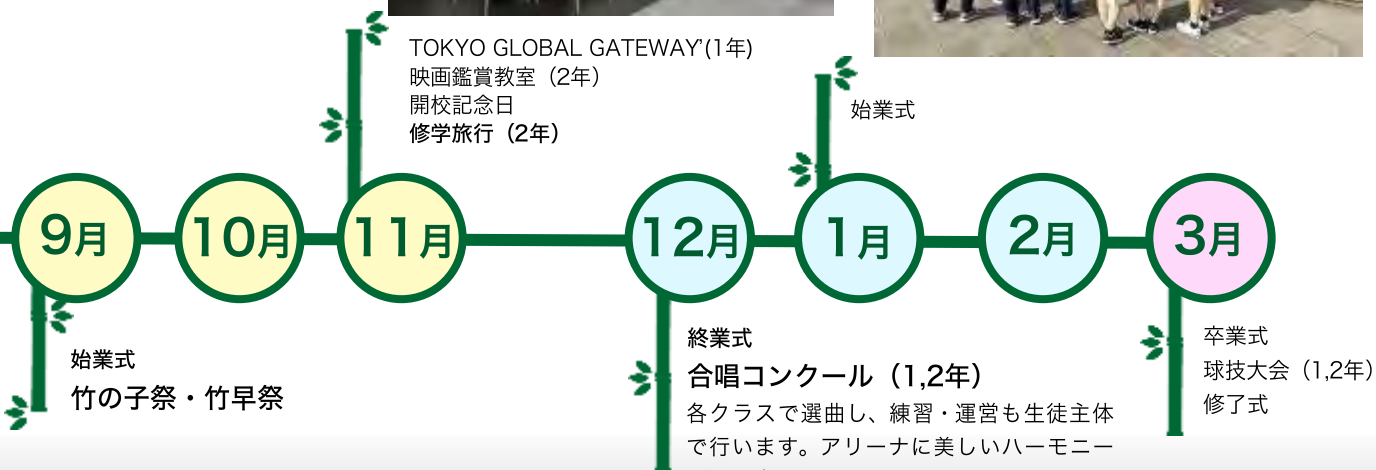 TOKYO GLOBAL GATEWAY’(1年)
映画鑑賞教室（2年）
開校記念日
修学旅行（2年）
始業式
9月
10月
11月
12月
1月
2月
3月
始業式
竹の子祭・竹早祭
終業式
合唱コンクール（1,2年）
各クラスで選曲し、練習・運営も生徒主体
で行います。アリーナに美しいハーモニー
卒業式
球技大会（1,2年）
修了式